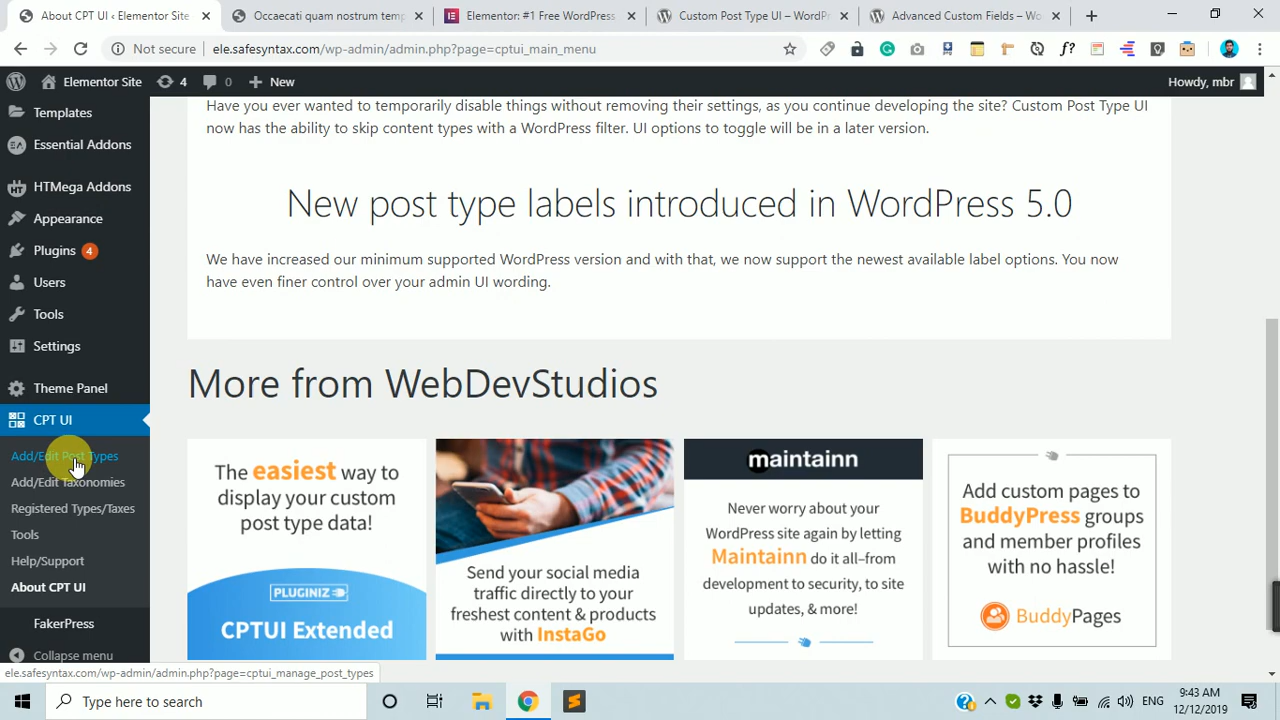 About CPT UI ‹ Elementor Site
Occaecati quam nostrum temp
Elementor: #1 Free WordPress
Custom Post Type UI – WordPr
Advanced Custom Fields – Wo
Not secure
ele.safesyntax.com/wp-admin/admin.php?page=cptui_main_menu
f?
Elementor Site
4
0
New
Howdy, mbr
Templates
Essential Addons
HTMega Addons
Appearance
Plugins 4
Users
Tools
Settings
Theme Panel
CPT UI
Add/Edit Post Types
Add/Edit Taxonomies
Registered Types/Taxes
Tools
Help/Support
About CPT UI
FakerPress
Collapse menu
Have you ever wanted to temporarily disable things without removing their settings, as you continue developing the site? Custom Post Type UI
now has the ability to skip content types with a WordPress filter. UI options to toggle will be in a later version.
New post type labels introduced in WordPress 5.0
We have increased our minimum supported WordPress version and with that, we now support the newest available label options. You now
have even finer control over your admin UI wording.
More from WebDevStudios
The easiest way to
display your custom
post type data!
PLUGINIZ
CPTUI Extended
Send your social media
traffic directly to your
freshest content & products
with InstaGo
maintainn
Never worry about your
WordPress site again by letting
Maintainn do it all–from
development to security, to site
updates, & more!
Add custom pages to
BuddyPress groups
and member profiles
with no hassle!
BuddyPages
ele.safesyntax.com/wp-admin/admin.php?page=cptui_manage_post_types
Type here to search
ENG
9:43 AM
12/12/2019